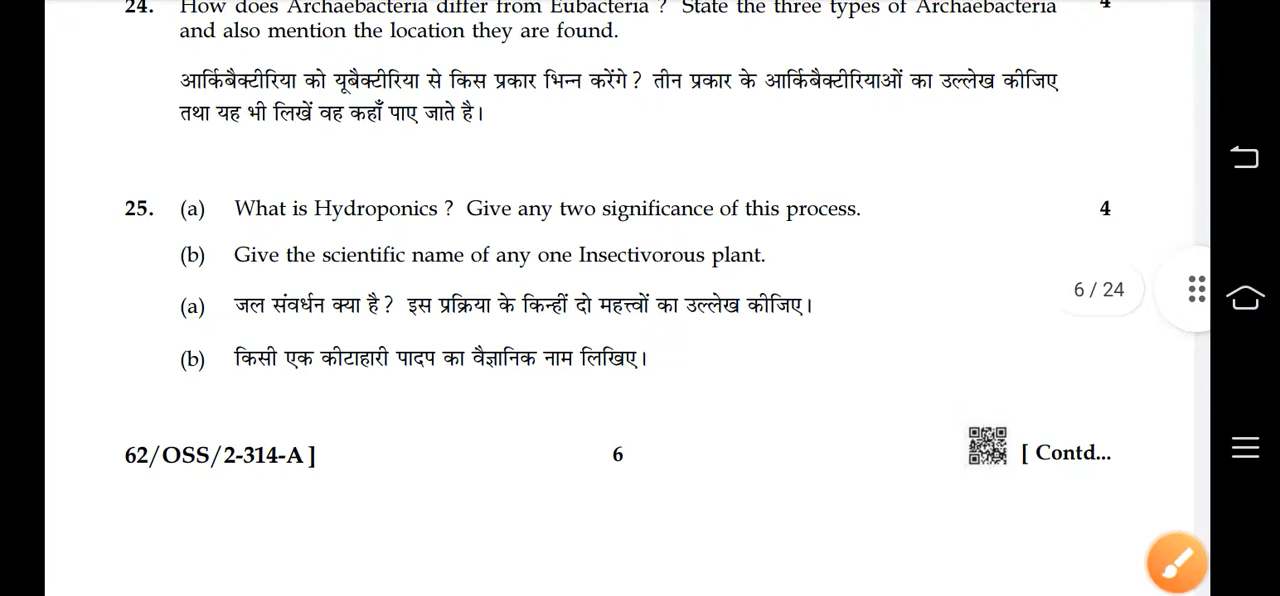 24. How does Archaebacteria differ from Eubacteria ? State the three types of Archaebacteria 4
and also mention the location they are found.
आर्किबैक्टीरिया को यूबैक्टीरिया से किस प्रकार भिन्न करेंगे ? तीन प्रकार के आर्किबैक्टीरियाओं का उल्लेख कीजिए
तथा यह भी लिखें वह कहाँ पाए जाते है।
25. (a) What is Hydroponics ? Give any two significance of this process. 4
(b) Give the scientific name of any one Insectivorous plant.
6 / 24
(a) जल संवर्धन क्या है ? इस प्रक्रिया के किन्हीं दो महत्त्वों का उल्लेख कीजिए।
(b) किसी एक कीटाहारी पादप का वैज्ञानिक नाम लिखिए।
62/OSS/2-314-A ] 6 [ Contd...